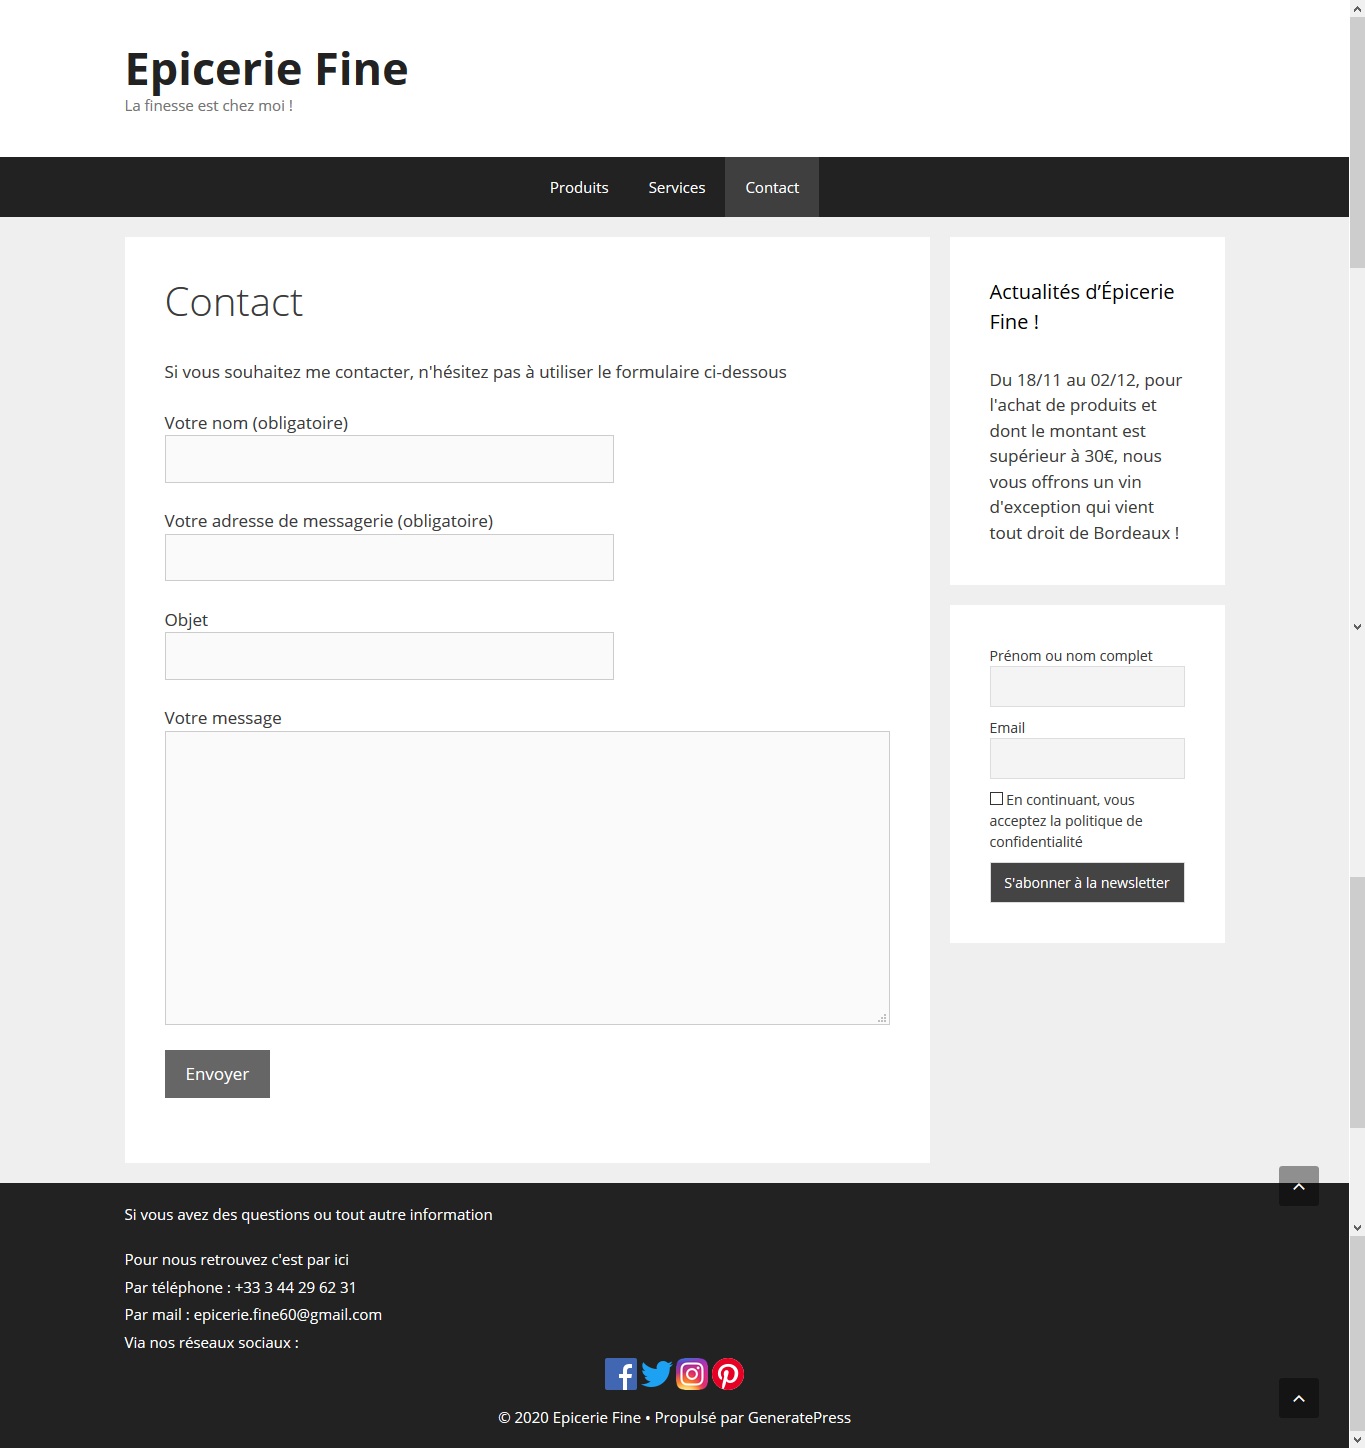 Epicerie Fine
La finesse est chez moi !
Produits
Services
Contact
Contact
Si vous souhaitez me contacter, n'hésitez pas à utiliser le formulaire ci-dessous
Votre nom (obligatoire)
Votre adresse de messagerie (obligatoire)
Objet
Votre message
Envoyer
Actualités d’Épicerie
Fine !
Du 18/11 au 02/12, pour
l'achat de produits et
dont le montant est
supérieur à 30€, nous
vous offrons un vin
d'exception qui vient
tout droit de Bordeaux !
Prénom ou nom complet
Email
En continuant, vous
acceptez la politique de
confidentialité
S'abonner à la newsletter
Si vous avez des questions ou tout autre information
Pour nous retrouvez c'est par ici
Par téléphone : +33 3 44 29 62 31
Par mail : epicerie.fine60@gmail.com
Via nos réseaux sociaux :
© 2020 Epicerie Fine • Propulsé par GeneratePress